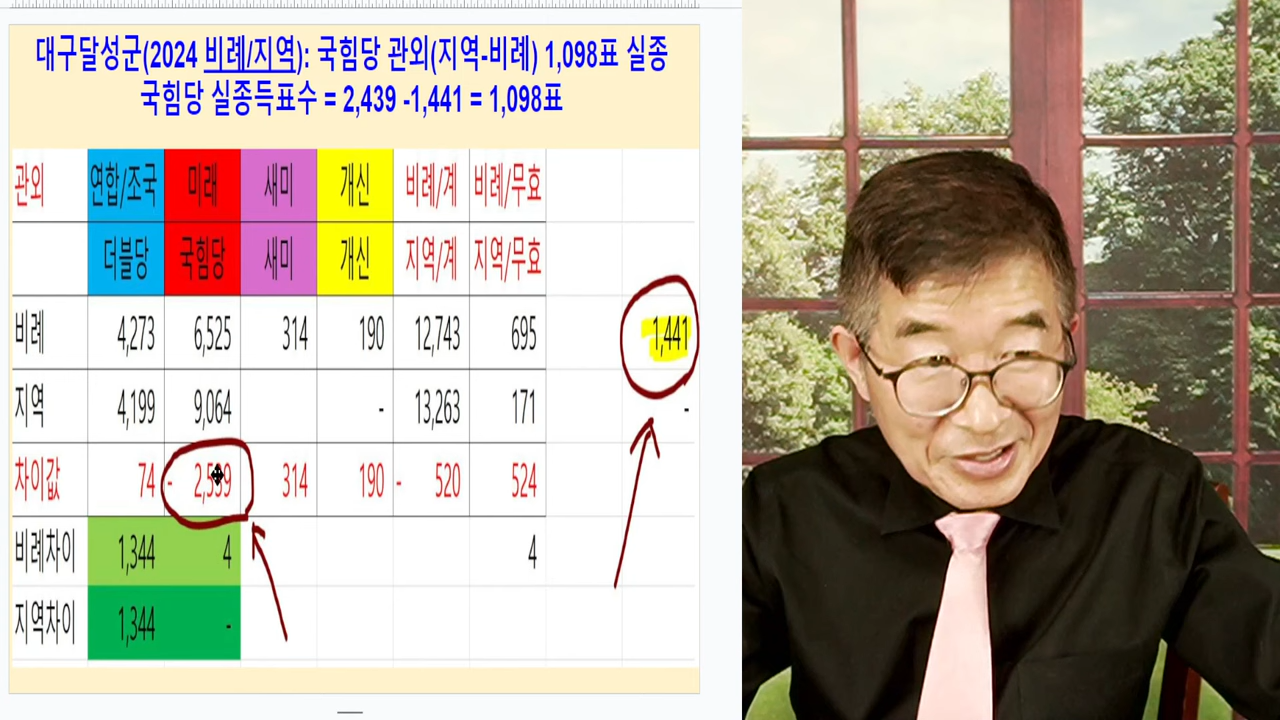 대구달성군(2024 비례/지역): 국힘당 관외(지역-비례) 1,098표 실종
국힘당 실종득표수 = 2,439 -1,441 = 1,098표
관외 연합/조국 미래 새미 개신 비례/계 비례/무효
더블당 국힘당 새미 개신 지역/계 지역/무효
비례 4,273 6,525 314 190 12,743 695 1,441
지역 4,199 9,064 - 13,263 171 -
차이값 74 - 2,539 314 190 - 520 524
비례차이 1,344 4 4
지역차이 1,344 -